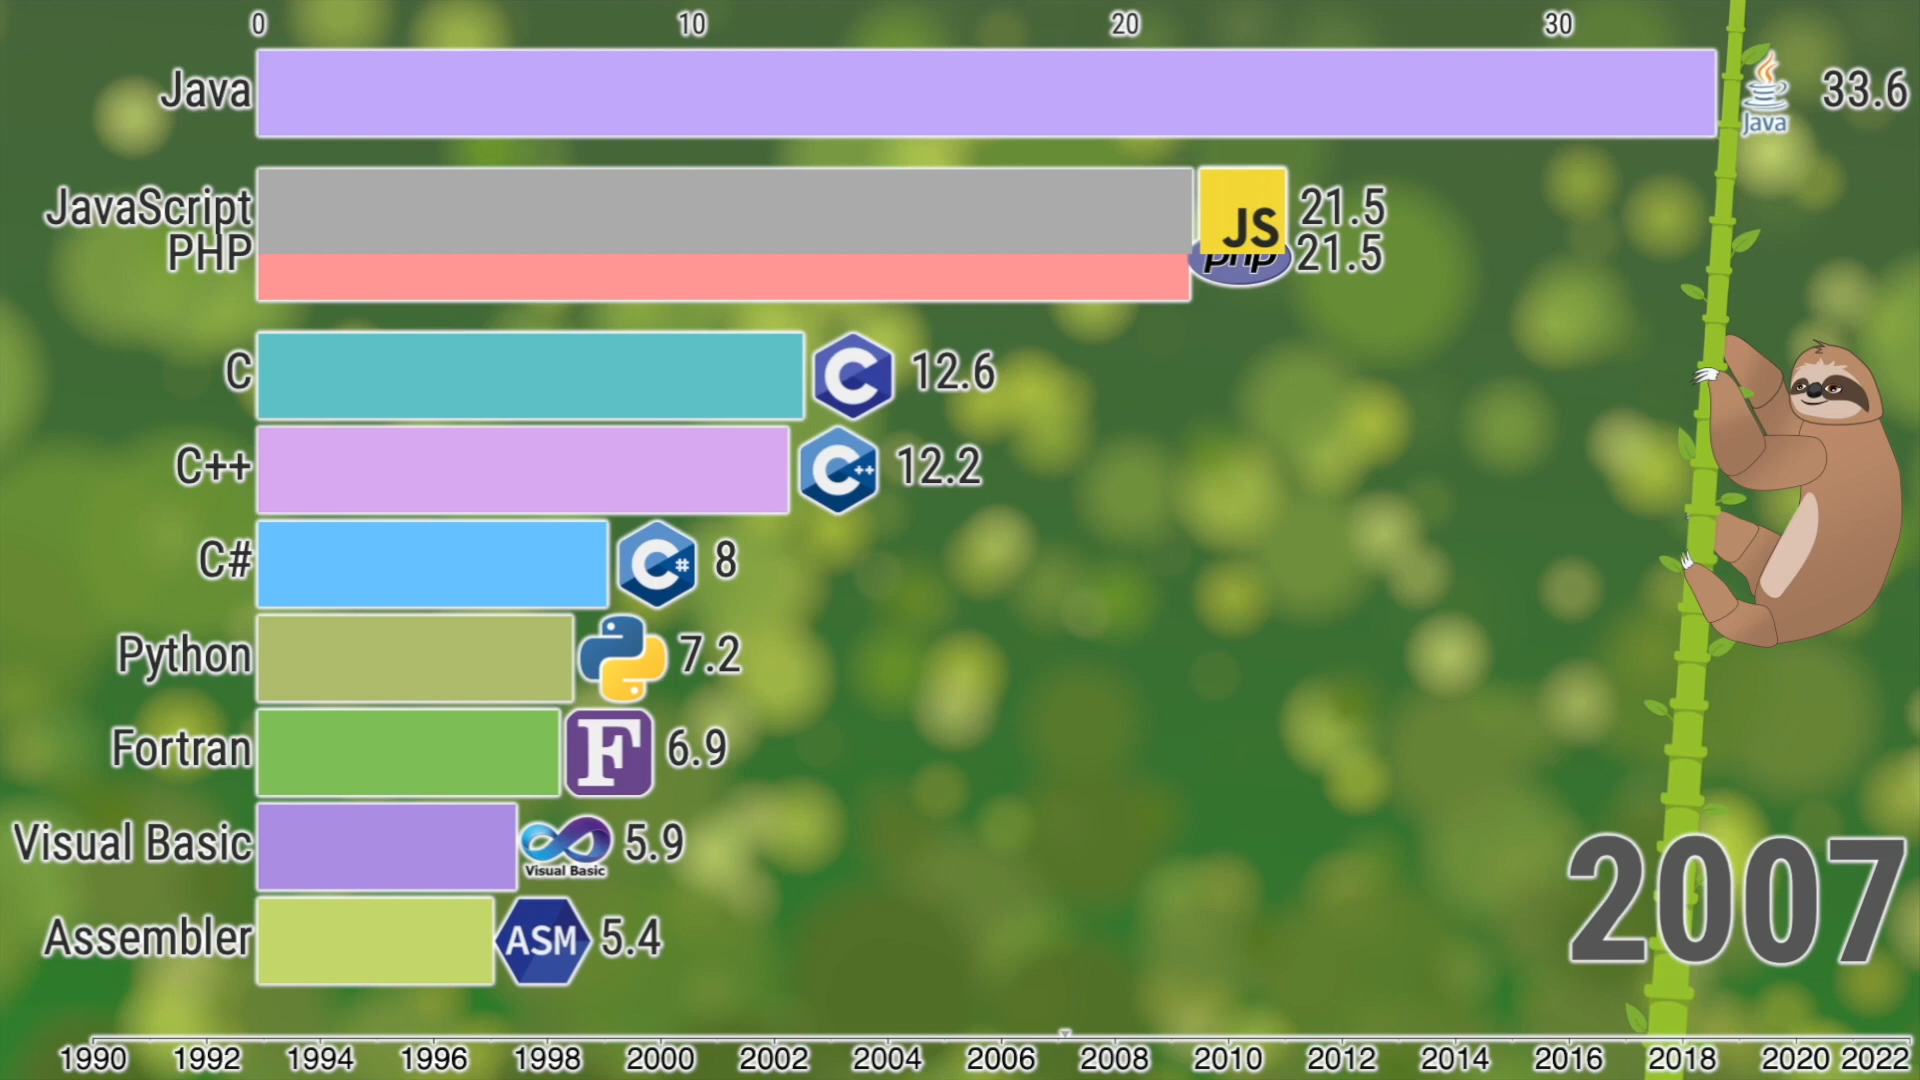 0 10 20 30
Java Java 33.6
JavaScript JS 21.5
PHP php 21.5
C C 12.6
C++ C++ 12.2
C# C# 8
Python 7.2
Fortran F 6.9
Visual Basic Visual Basic 5.9
Assembler ASM 5.4
2007
1990 1992 1994 1996 1998 2000 2002 2004 2006 2008 2010 2012 2014 2016 2018 2020 2022